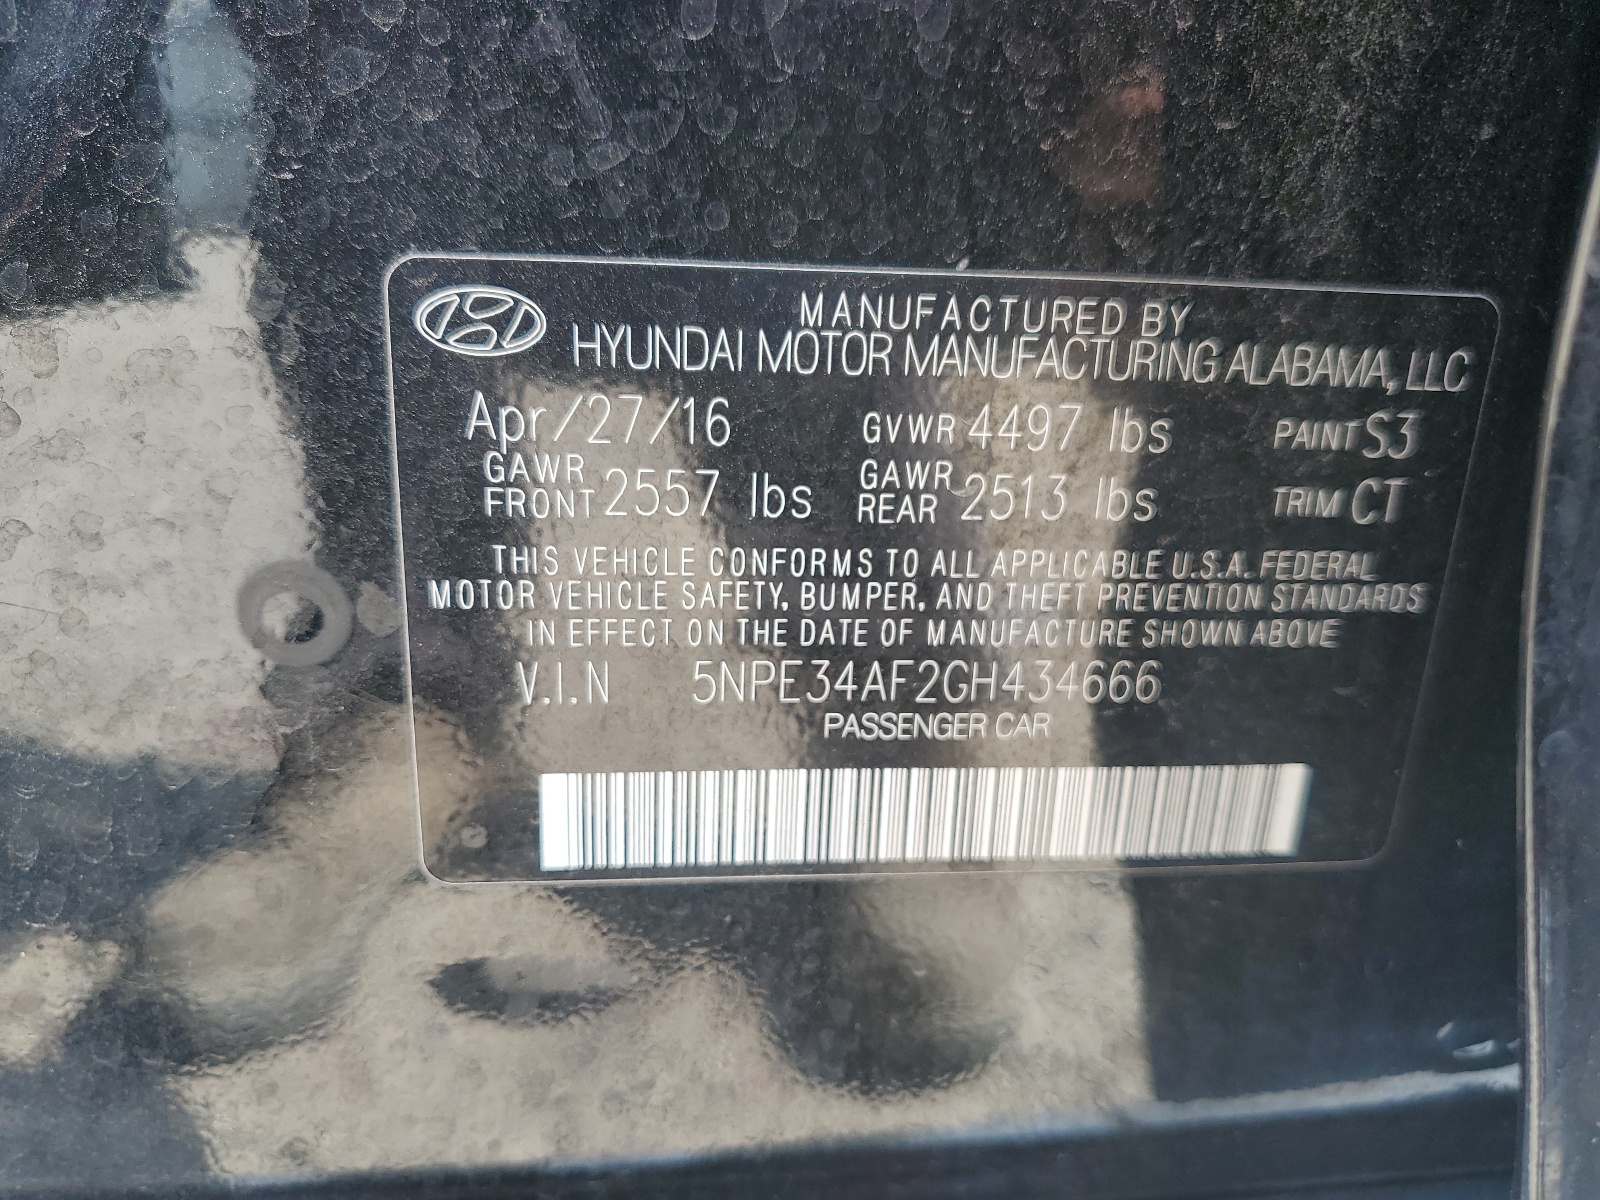 MANUFACTURED BY
HYUNDAI MOTOR MANUFACTURING ALABAMA, LLC
Apr/27/16 GVWR 4497 lbs PAINT S3
GAWR FRONT 2557 lbs GAWR REAR 2513 lbs TRIM CT
THIS VEHICLE CONFORMS TO ALL APPLICABLE U.S.A. FEDERAL
MOTOR VEHICLE SAFETY, BUMPER, AND THEFT PREVENTION STANDARDS
IN EFFECT ON THE DATE OF MANUFACTURE SHOWN ABOVE
V.I.N 5NPE34AF2GH434666
PASSENGER CAR